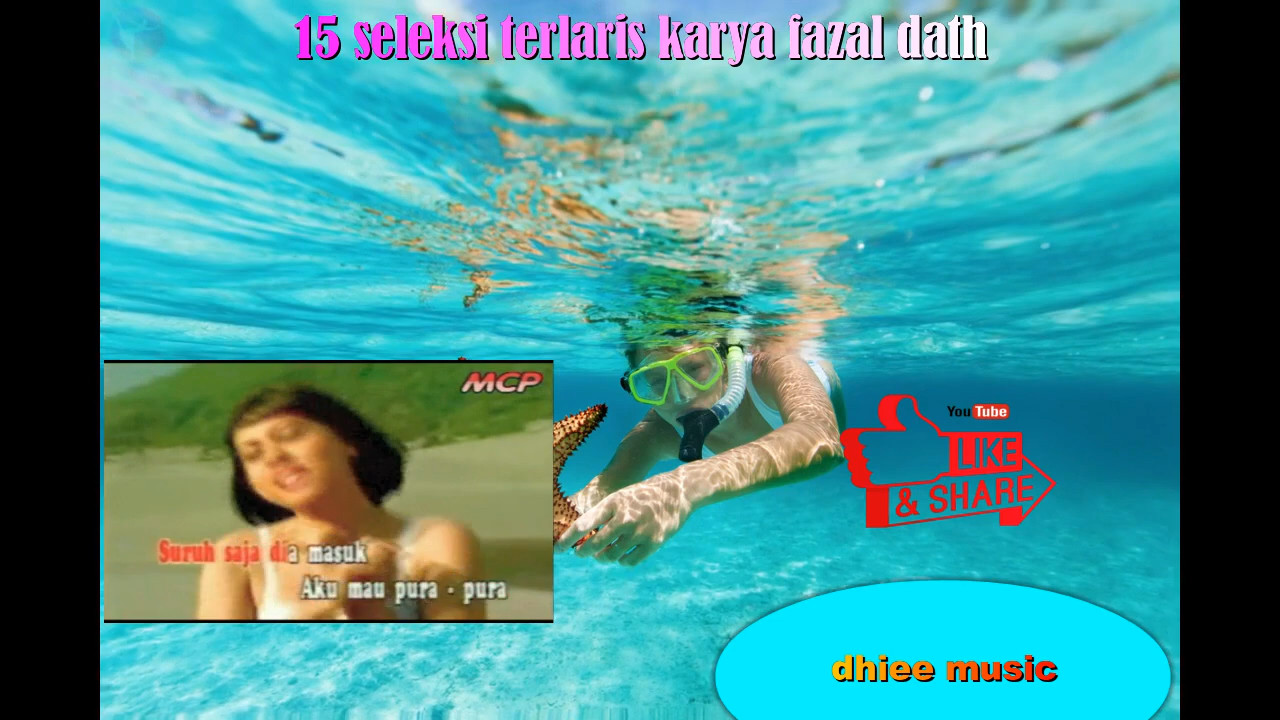 15 seleksi terlaris karya fazal dath
MCP
Suruh saja dia masuk
Aku mau pura - pura
You Tube
LIKE
& SHARE
dhiee music